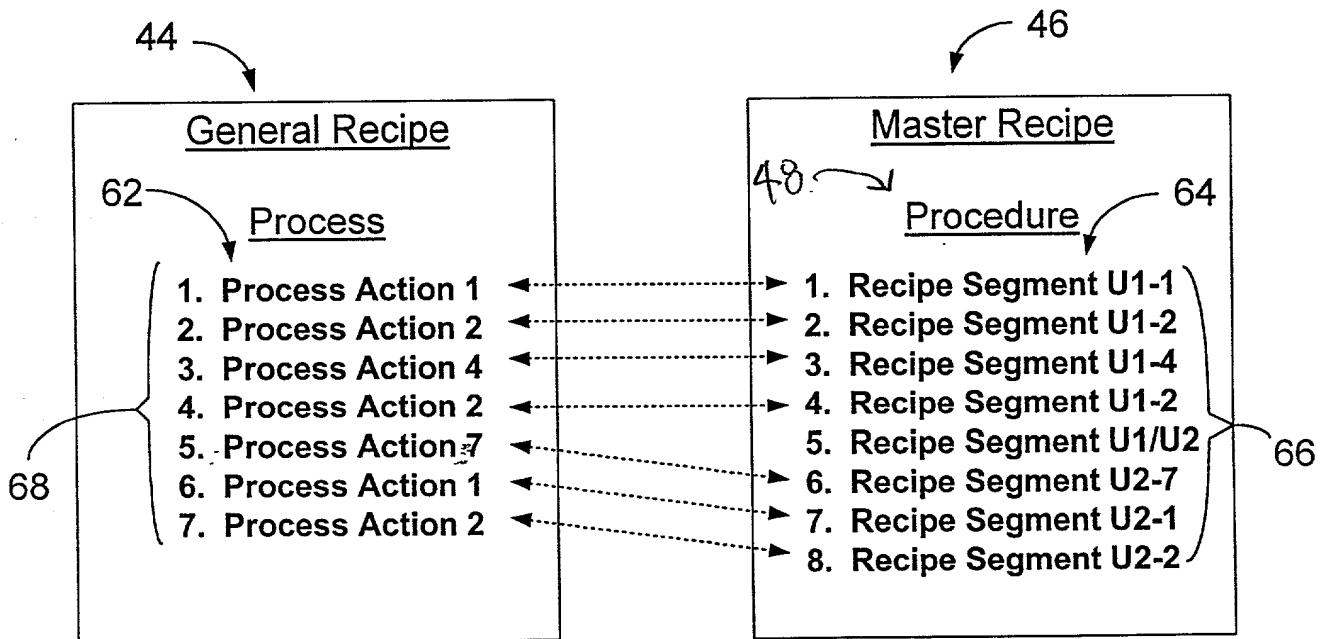 44
46
General Recipe
62
Process
1. Process Action 1
2. Process Action 2
3. Process Action 4
4. Process Action 2
5. Process Action 7
6. Process Action 1
7. Process Action 2
68
Master Recipe
48
64
Procedure
1. Recipe Segment U1-1
2. Recipe Segment U1-2
3. Recipe Segment U1-4
4. Recipe Segment U1-2
5. Recipe Segment U1/U2
6. Recipe Segment U2-7
7. Recipe Segment U2-1
8. Recipe Segment U2-2
66